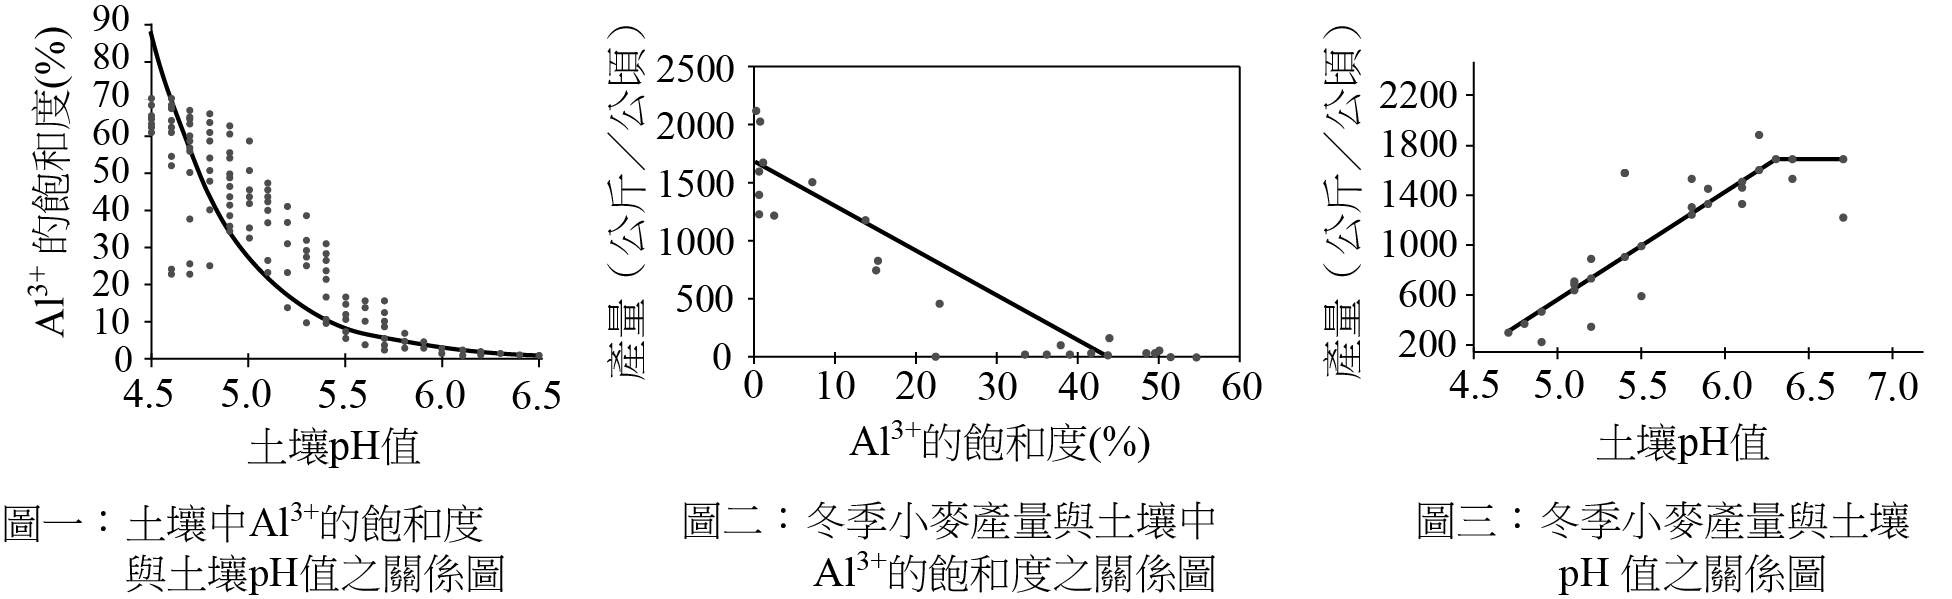 Al³⁺的飽和度(%)
90
80
70
60
50
40
30
20
10
0
4.5 5.0 5.5 6.0 6.5
土壤pH值
圖一：土壤中Al³⁺的飽和度
與土壤pH值之關係圖
產量（公斤／公頃）
2500
2000
1500
1000
500
0
0 10 20 30 40 50 60
Al³⁺的飽和度(%)
圖二：冬季小麥產量與土壤中
Al³⁺的飽和度之關係圖
產量（公斤／公頃）
2200
1800
1400
1000
600
200
4.5 5.0 5.5 6.0 6.5 7.0
土壤pH值
圖三：冬季小麥產量與土壤
pH 值之關係圖